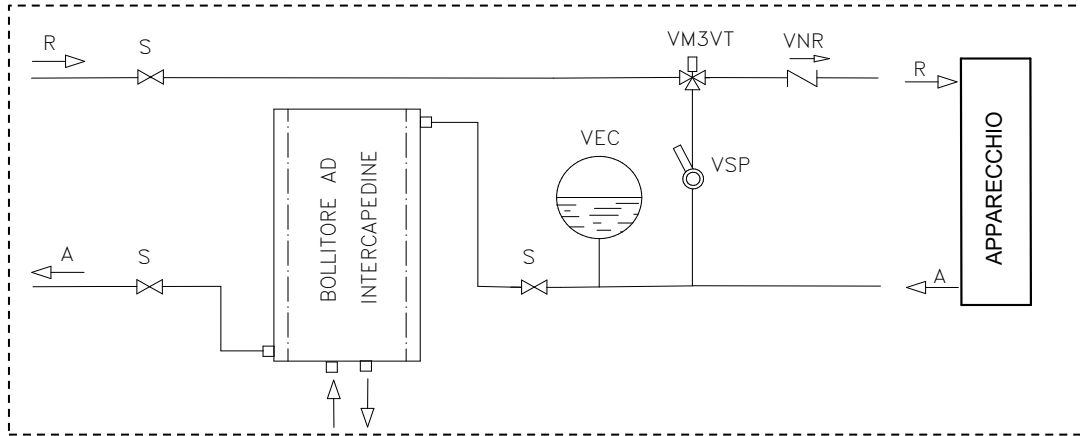 VM3VT
VNR
R
S
R
VEC
VSP
BOLLITORE AD
INTERCAPEDINE
APPARECCHIO
A
S
S
A